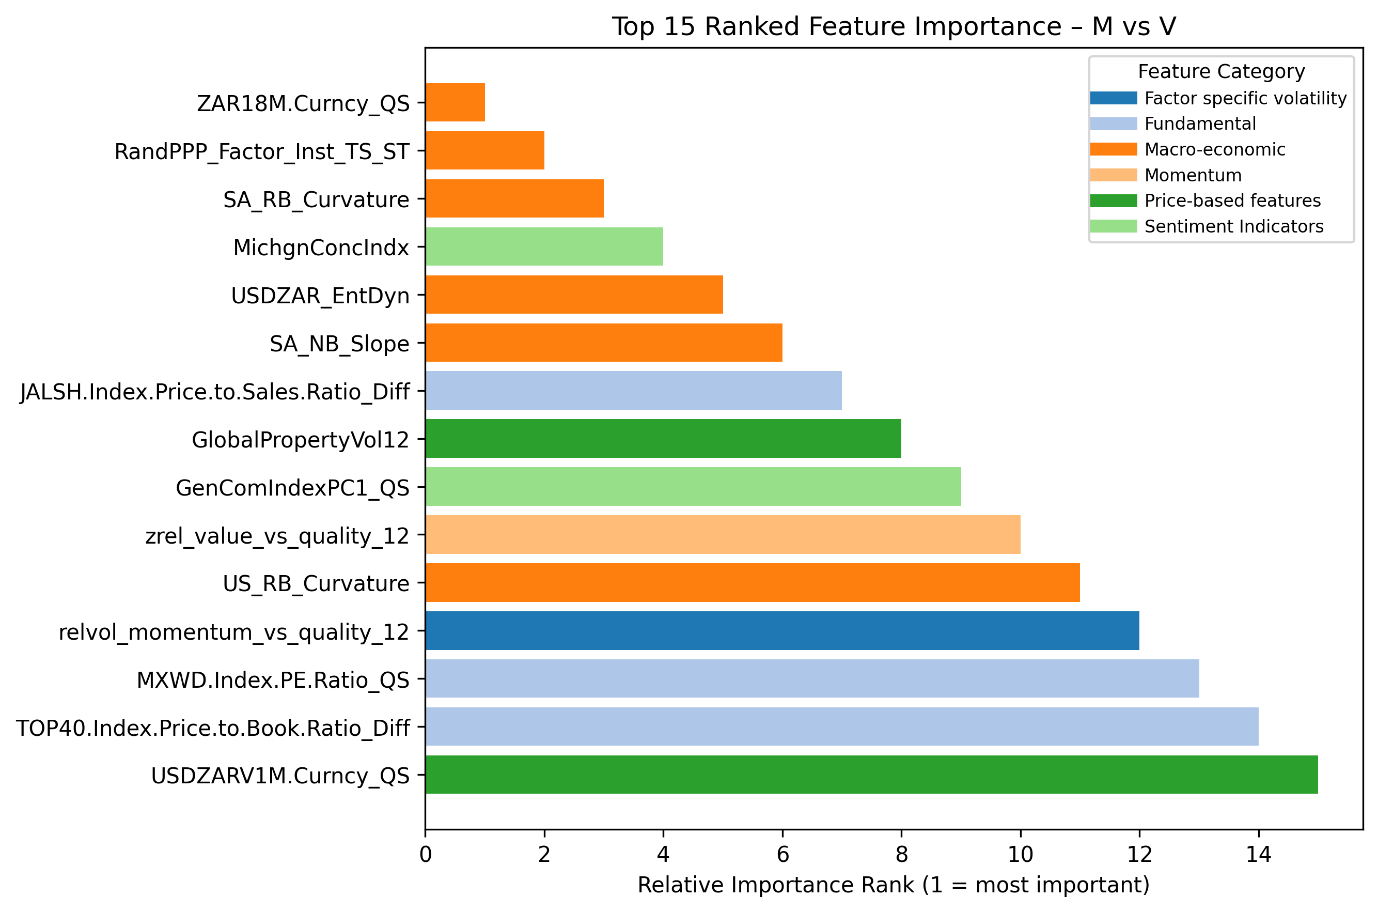 Top 15 Ranked Feature Importance – M vs V
Feature Category
Factor specific volatility
Fundamental
Macro-economic
Momentum
Price-based features
Sentiment Indicators
ZAR18M.Curncy_QS
RandPPP_Factor_Inst_TS_ST
SA_RB_Curvature
MichgnConcIndx
USDZAR_EntDyn
SA_NB_Slope
JALSH.Index.Price.to.Sales.Ratio_Diff
GlobalPropertyVol12
GenComIndexPC1_QS
zrel_value_vs_quality_12
US_RB_Curvature
relvol_momentum_vs_quality_12
MXWD.Index.PE.Ratio_QS
TOP40.Index.Price.to.Book.Ratio_Diff
USDZARV1M.Curncy_QS
0 2 4 6 8 10 12 14
Relative Importance Rank (1 = most important)